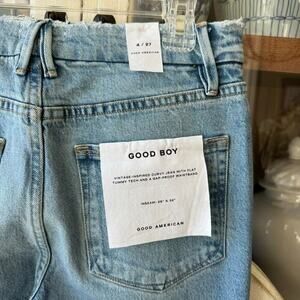 4 / 27
GOOD AMERICAN
GOOD BOY
VINTAGE-INSPIRED CURVY JEAN WITH FLAT
TUMMY TECH AND A GAP-PROOF WAISTBAND
INSEAM:
GOOD AMERICAN